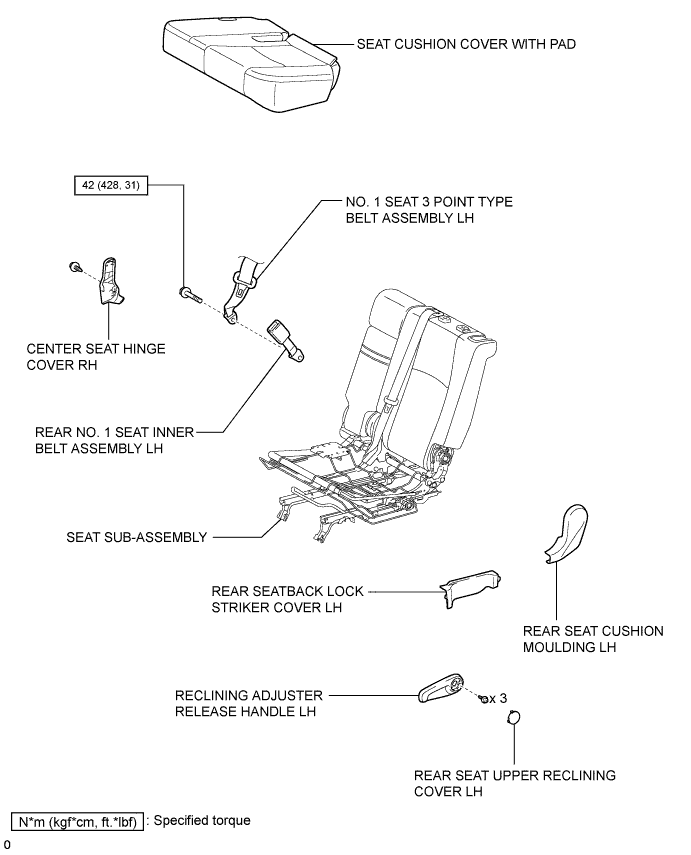 SEAT CUSHION COVER WITH PAD
42 (428, 31)
NO. 1 SEAT 3 POINT TYPE
BELT ASSEMBLY LH
CENTER SEAT HINGE
COVER RH
REAR NO. 1 SEAT INNER
BELT ASSEMBLY LH
SEAT SUB-ASSEMBLY
REAR SEATBACK LOCK
STRIKER COVER LH
REAR SEAT CUSHION
MOULDING LH
RECLINING ADJUSTER
RELEASE HANDLE LH
x 3
REAR SEAT UPPER RECLINING
COVER LH
N*m (kgf*cm, ft.*lbf) : Specified torque
0